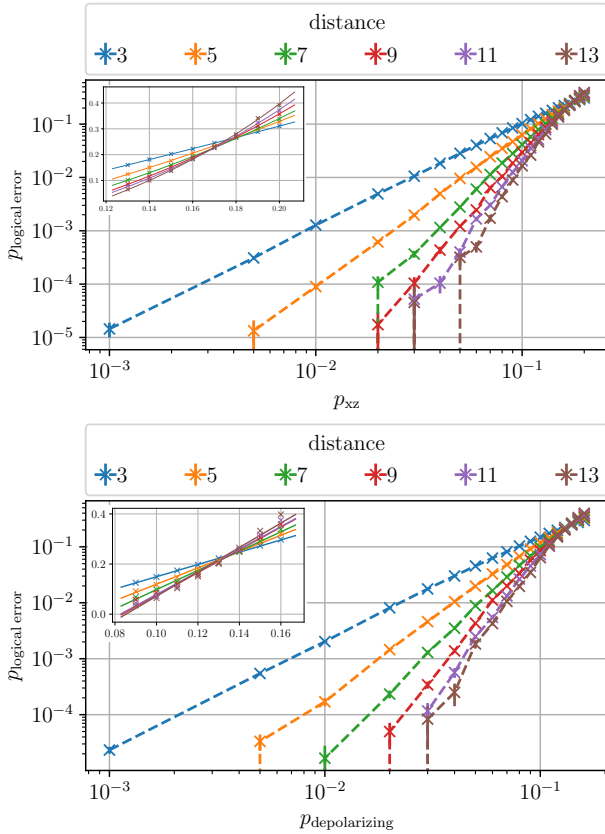 distance
3 5 7 9 11 13
10⁻¹
10⁻²
10⁻³
10⁻⁴
10⁻⁵
p_logical error
0.4
0.3
0.2
0.1
0.12 0.14 0.16 0.18 0.20
10⁻³ 10⁻² 10⁻¹
p_xz
distance
3 5 7 9 11 13
10⁻¹
10⁻²
10⁻³
10⁻⁴
p_logical error
0.4
0.2
0.0
0.08 0.10 0.12 0.14 0.16
10⁻³ 10⁻² 10⁻¹
p_depolarizing